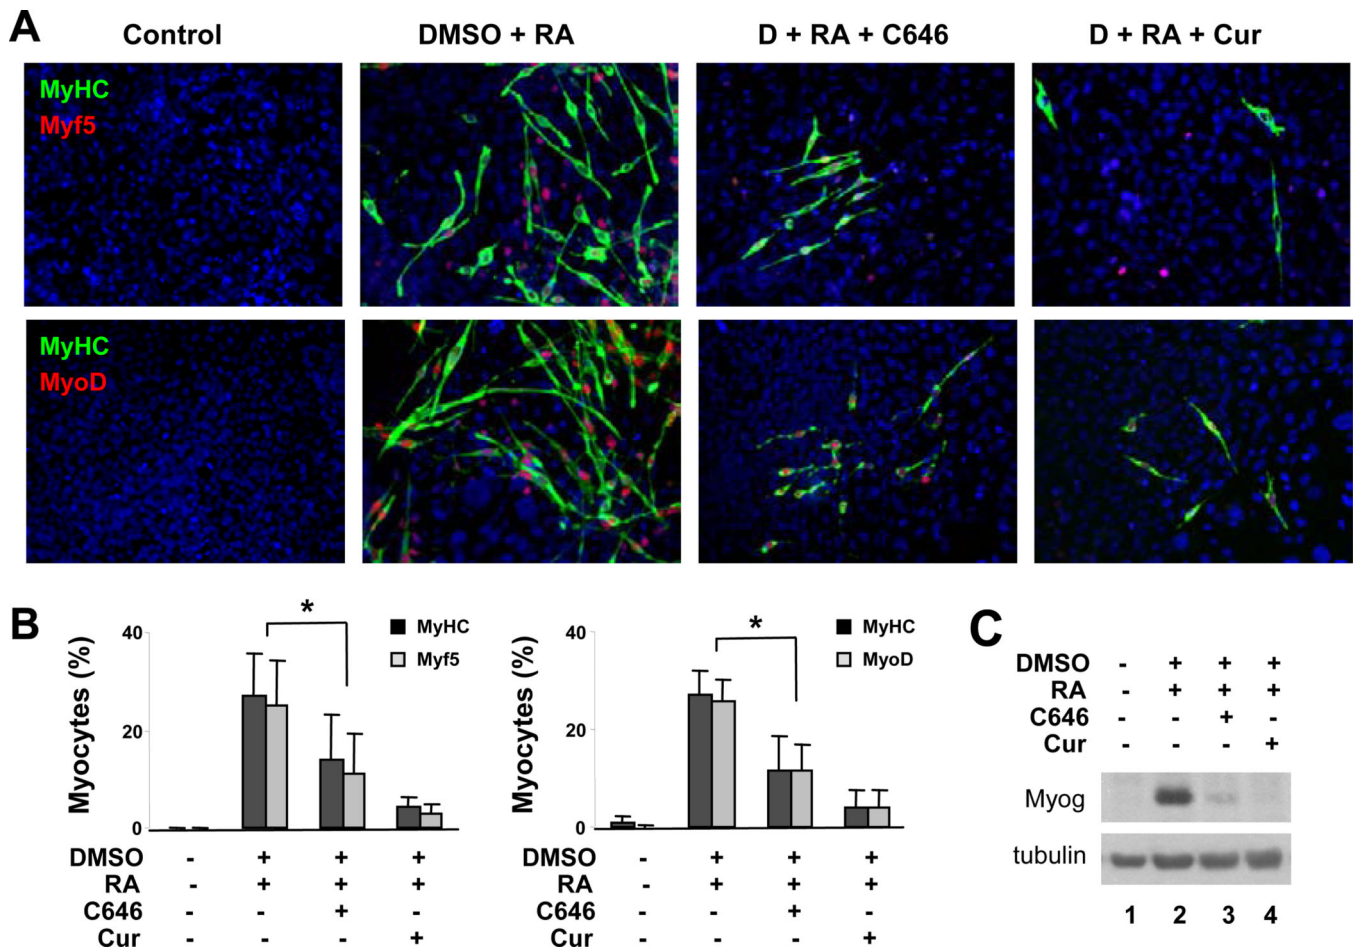 A
Control
DMSO + RA
D + RA + C646
D + RA + Cur
MyHC
Myf5
MyHC
MyoD
B
Myocytes (%)
40
20
0
*
MyHC
Myf5
DMSO - + + +
RA - + + +
C646 - - + -
Cur - - - +
Myocytes (%)
40
20
0
*
MyHC
MyoD
DMSO - + + +
RA - + + +
C646 - - + -
Cur - - - +
C
DMSO - + + +
RA - + + +
C646 - - + -
Cur - - - +
Myog
tubulin
1 2 3 4